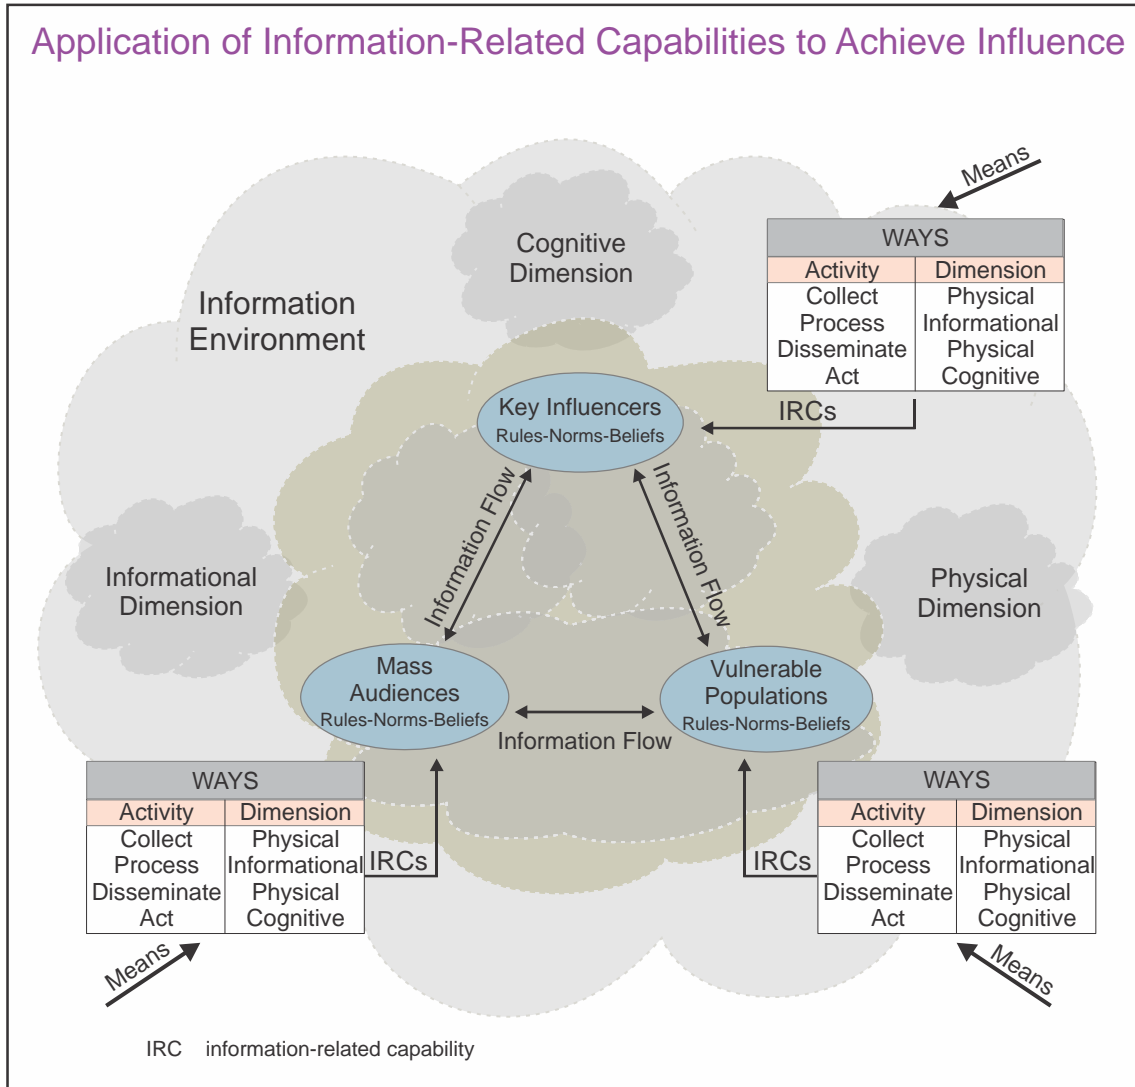 Application of Information-Related Capabilities to Achieve Influence
Means
Cognitive
Dimension
WAYS
Activity Dimension
Collect Physical
Process Informational
Disseminate Physical
Act Cognitive
Information
Environment
IRCs
Key Influencers
Rules-Norms-Beliefs
Information Flow
Information Flow
Informational
Dimension
Physical
Dimension
Mass
Audiences
Rules-Norms-Beliefs
Vulnerable
Populations
Rules-Norms-Beliefs
Information Flow
WAYS
Activity Dimension
Collect Physical
Process Informational
Disseminate Physical
Act Cognitive
IRCs
Means
IRCs
WAYS
Activity Dimension
Collect Physical
Process Informational
Disseminate Physical
Act Cognitive
Means
IRC information-related capability